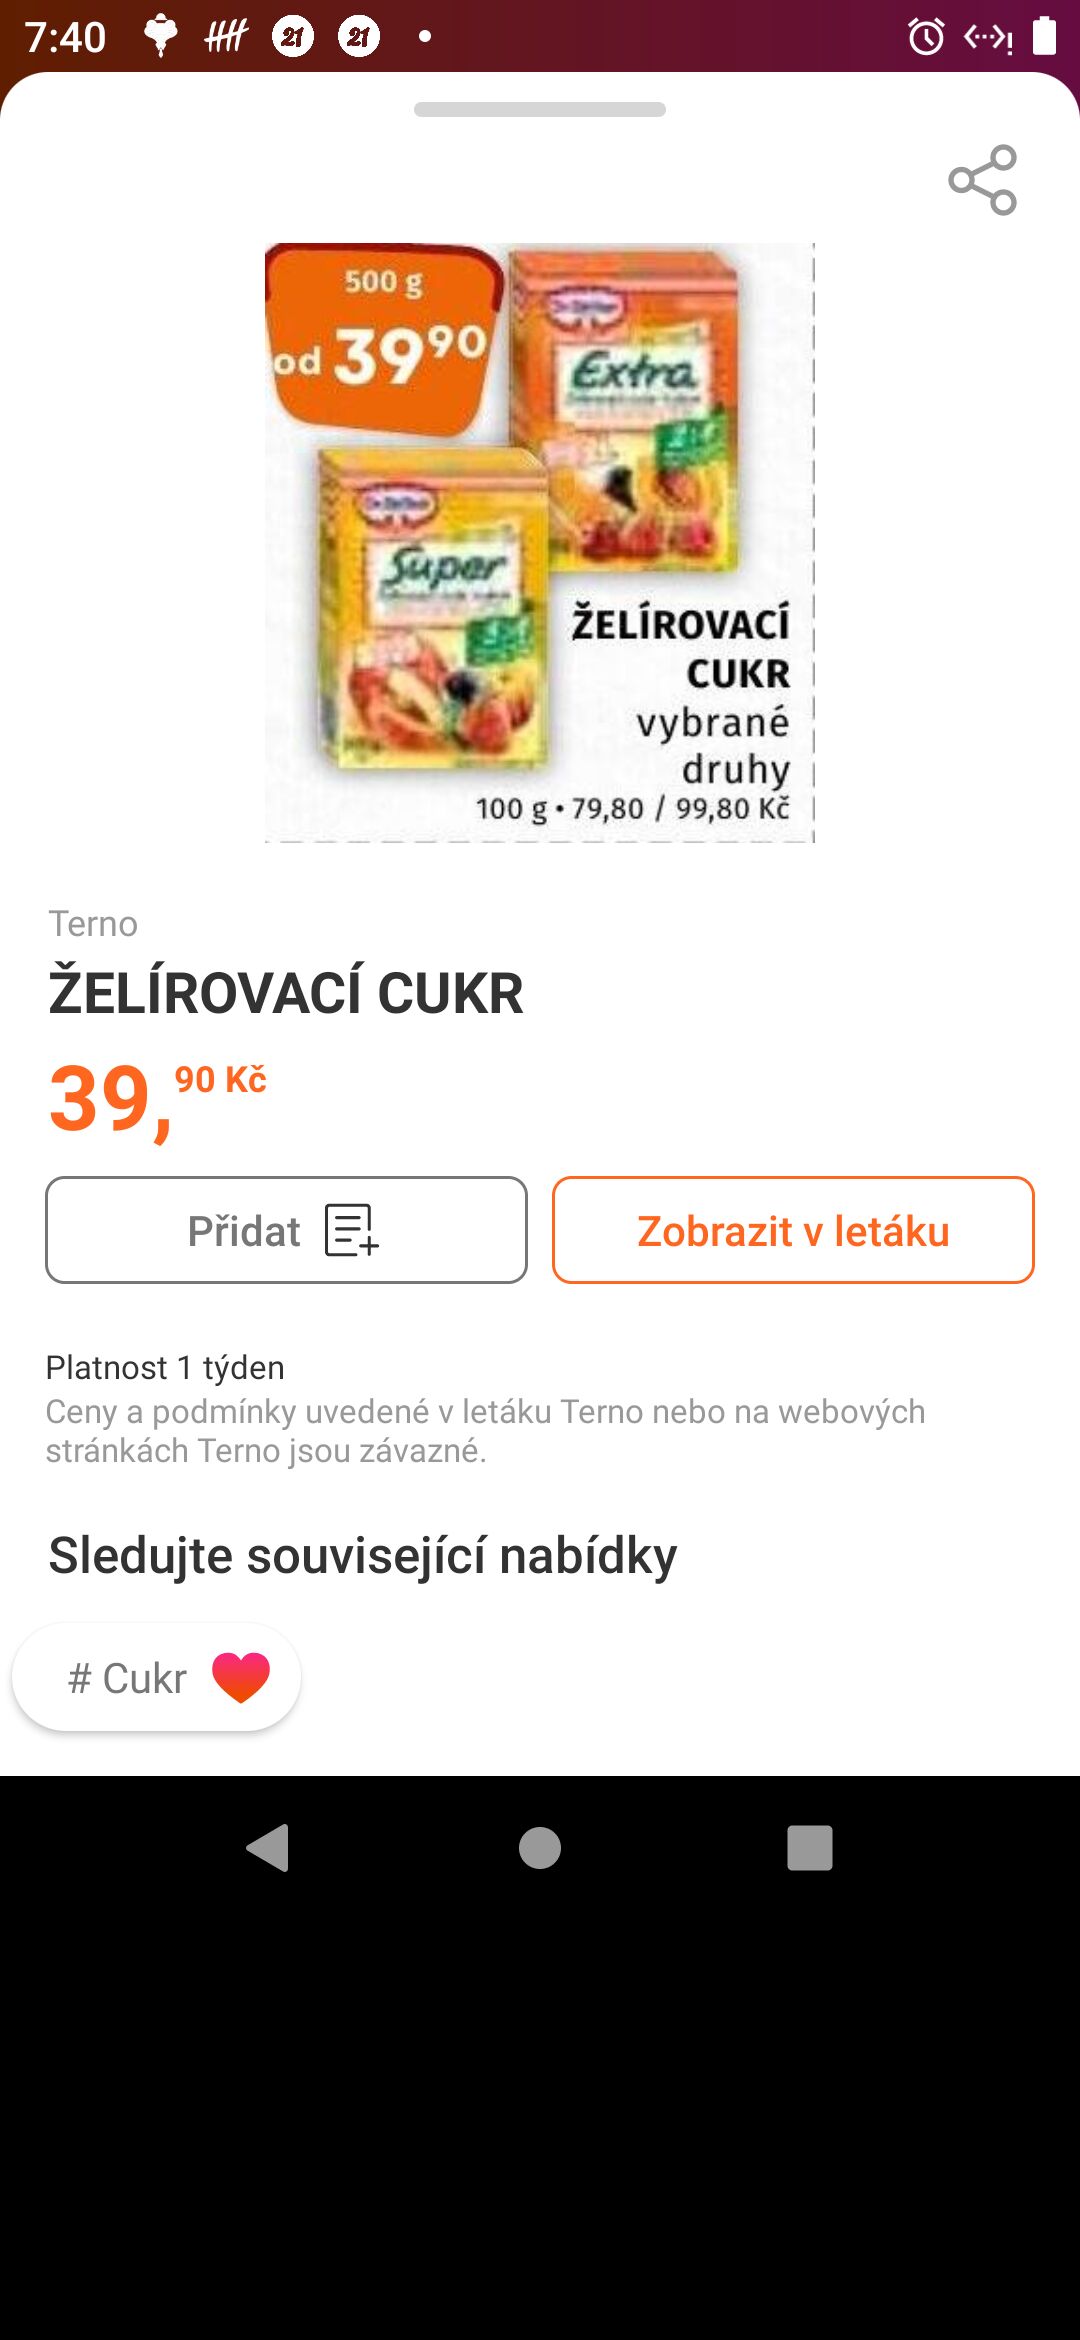 7:40
21
21
500 g
od 39 90
Extra
Super
ŽELÍROVACÍ
CUKR
vybrané
druhy
100 g • 79,80 / 99,80 Kč
Terno
ŽELÍROVACÍ CUKR
39,90 Kč
Přidat
Zobrazit v letáku
Platnost 1 týden
Ceny a podmínky uvedené v letáku Terno nebo na webových
stránkách Terno jsou závazné.
Sledujte související nabídky
# Cukr